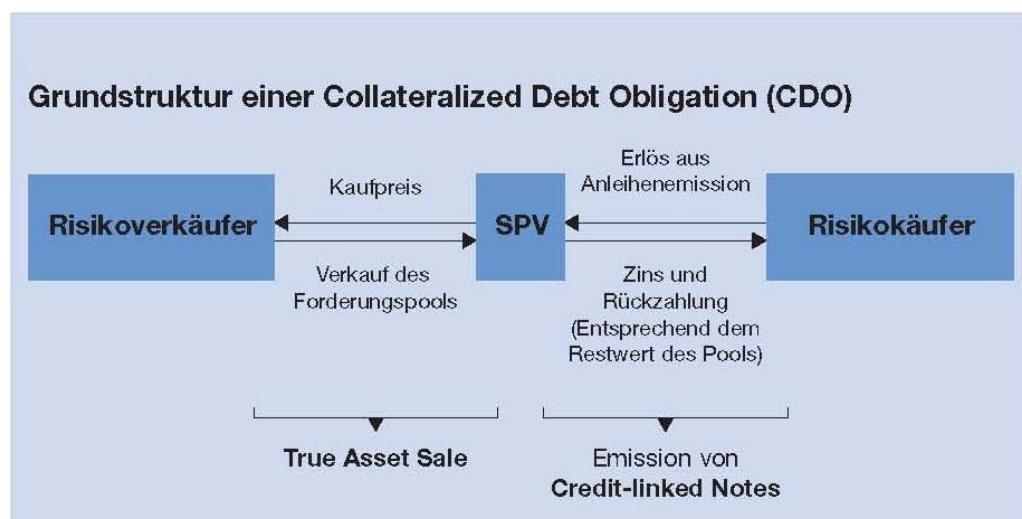 Grundstruktur einer Collateralized Debt Obligation (CDO)
Risikoverkäufer
Kaufpreis
Verkauf des
Forderungspools
SPV
Erlös aus
Anleihenemission
Zins und
Rückzahlung
(Entsprechend dem
Restwert des Pools)
Risikokäufer
True Asset Sale
Emission von
Credit-linked Notes